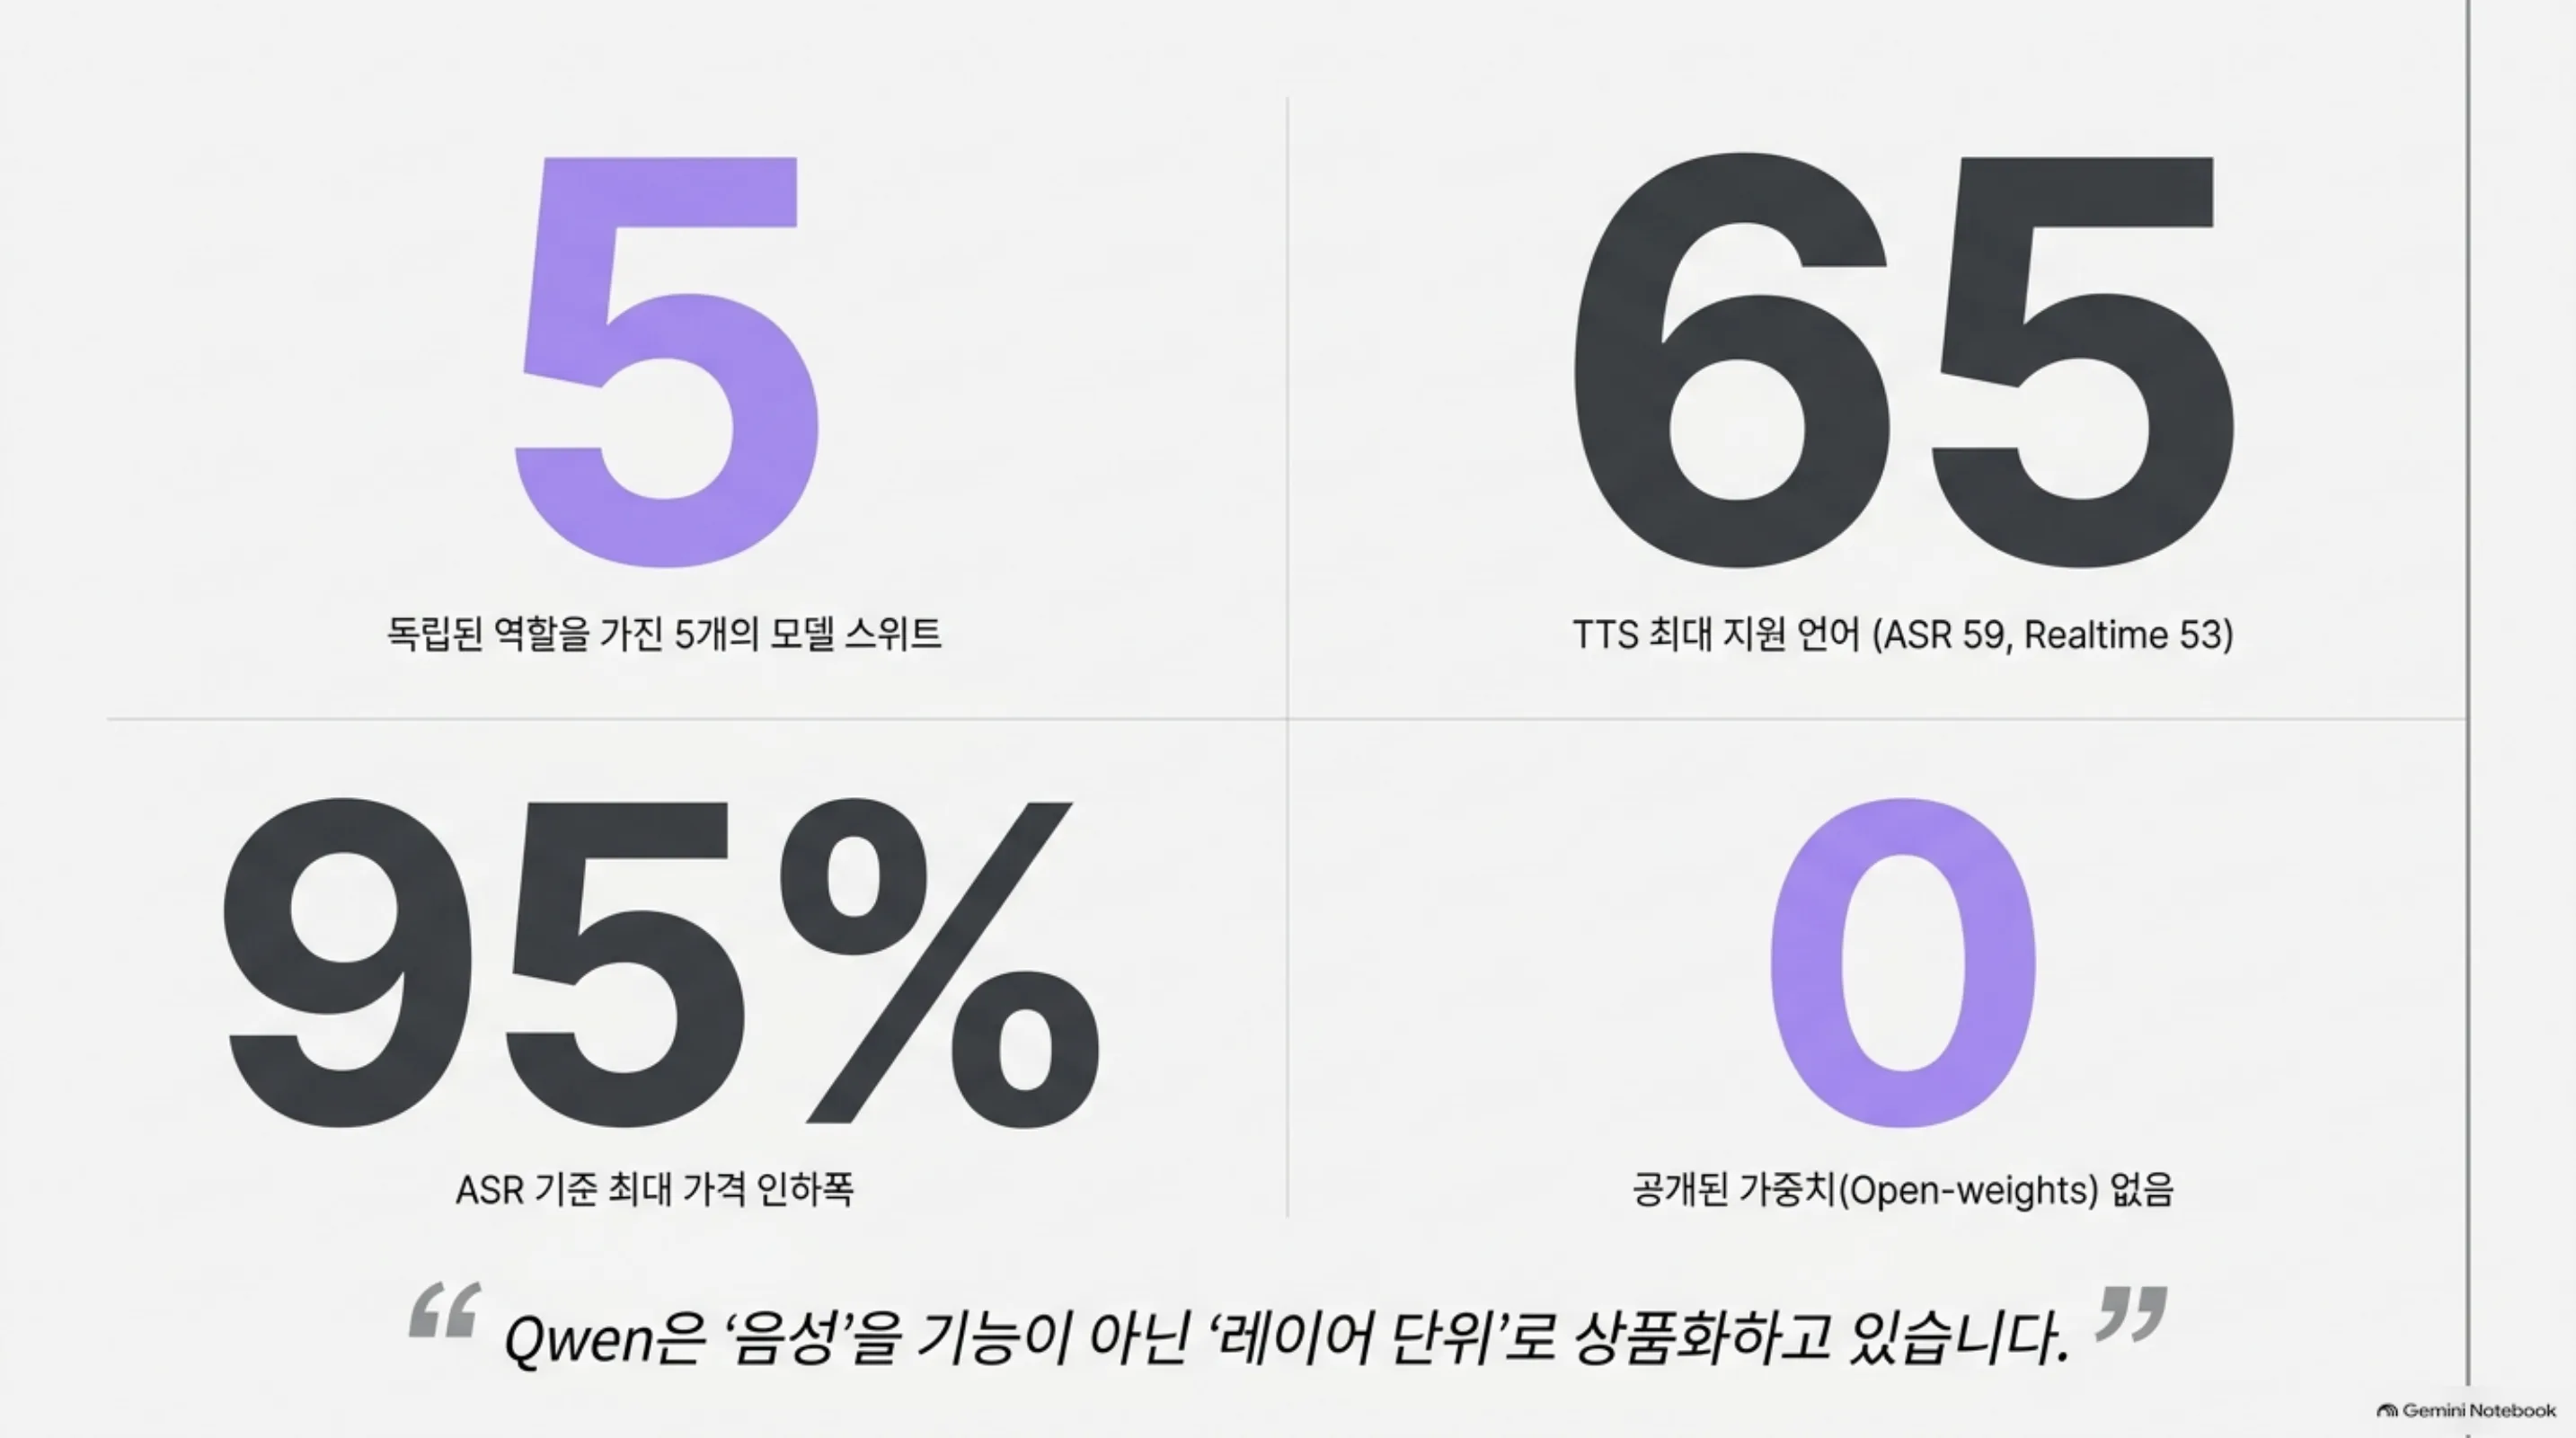 5
독립된 역할을 가진 5개의 모델 스위트
65
TTS 최대 지원 언어 (ASR 59, Realtime 53)
95%
ASR 기준 최대 가격 인하폭
0
공개된 가중치(Open-weights) 없음
“ Qwen은 ‘음성’을 기능이 아닌 ‘레이어 단위’로 상품화하고 있습니다. ”
Gemini Notebook